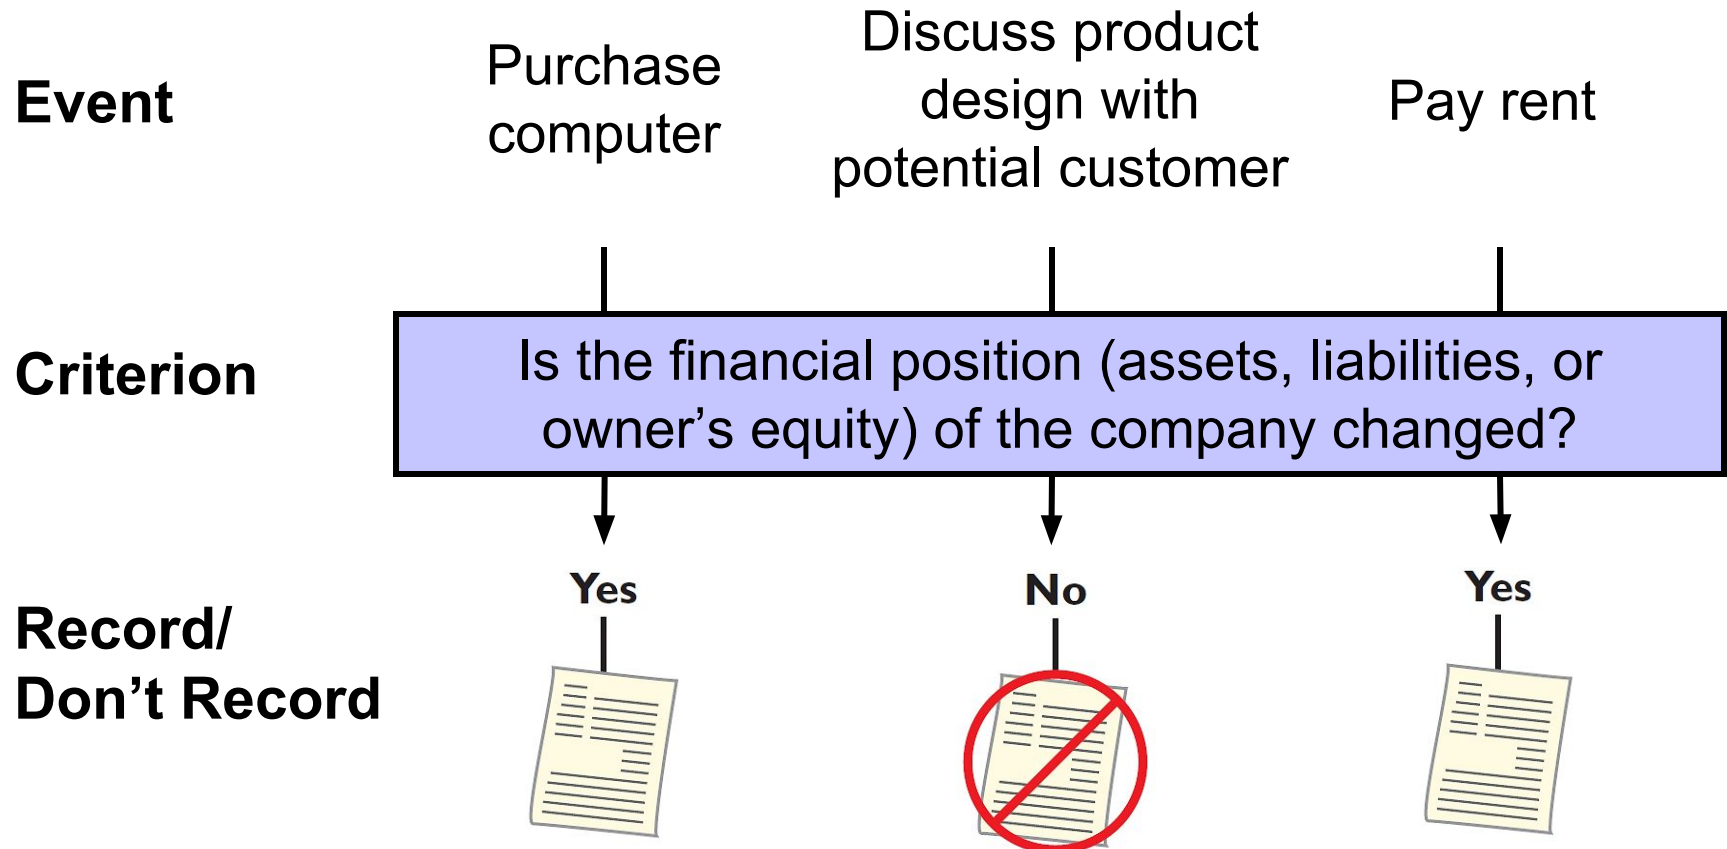 Event
Purchase
computer
Discuss product
design with
potential customer
Pay rent
Criterion
Is the financial position (assets, liabilities, or
owner’s equity) of the company changed?
Record/
Don’t Record
Yes
No
Yes